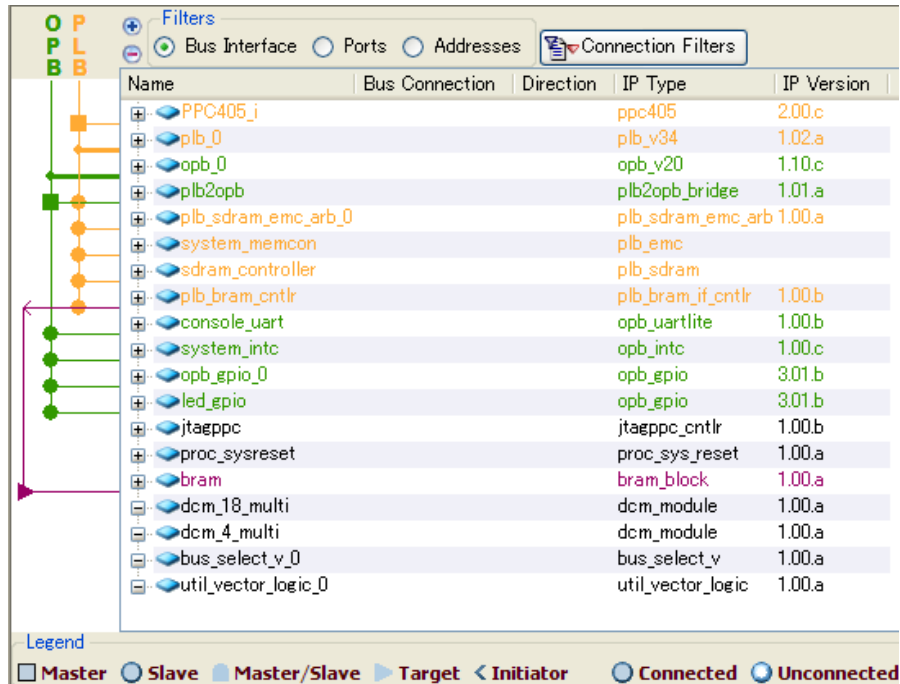 OPB PLB
Filters
Bus Interface Ports Addresses Connection Filters
Name Bus Connection Direction IP Type IP Version
PPC405_i ppc405 2.00.c
plb_0 plb_v34 1.02.a
opb_0 opb_v20 1.10.c
plb2opb plb2opb_bridge 1.01.a
plb_sdram_emc_arb_0 plb_sdram_emc_arb 1.00.a
system_memcon plb_emc
sdram_controller plb_sdram
plb_bram_cntlr plb_bram_if_cntlr 1.00.b
console_uart opb_uartlite 1.00.b
system_intc opb_intc 1.00.c
opb_gpio_0 opb_gpio 3.01.b
led_gpio opb_gpio 3.01.b
jtagppc jtagppc_cntlr 1.00.b
proc_sysreset proc_sys_reset 1.00.a
bram bram_block 1.00.a
dcm_18_multi dcm_module 1.00.a
dcm_4_multi dcm_module 1.00.a
bus_select_v_0 bus_select_v 1.00.a
util_vector_logic_0 util_vector_logic 1.00.a
Legend
Master Slave Master/Slave Target Initiator Connected Unconnected